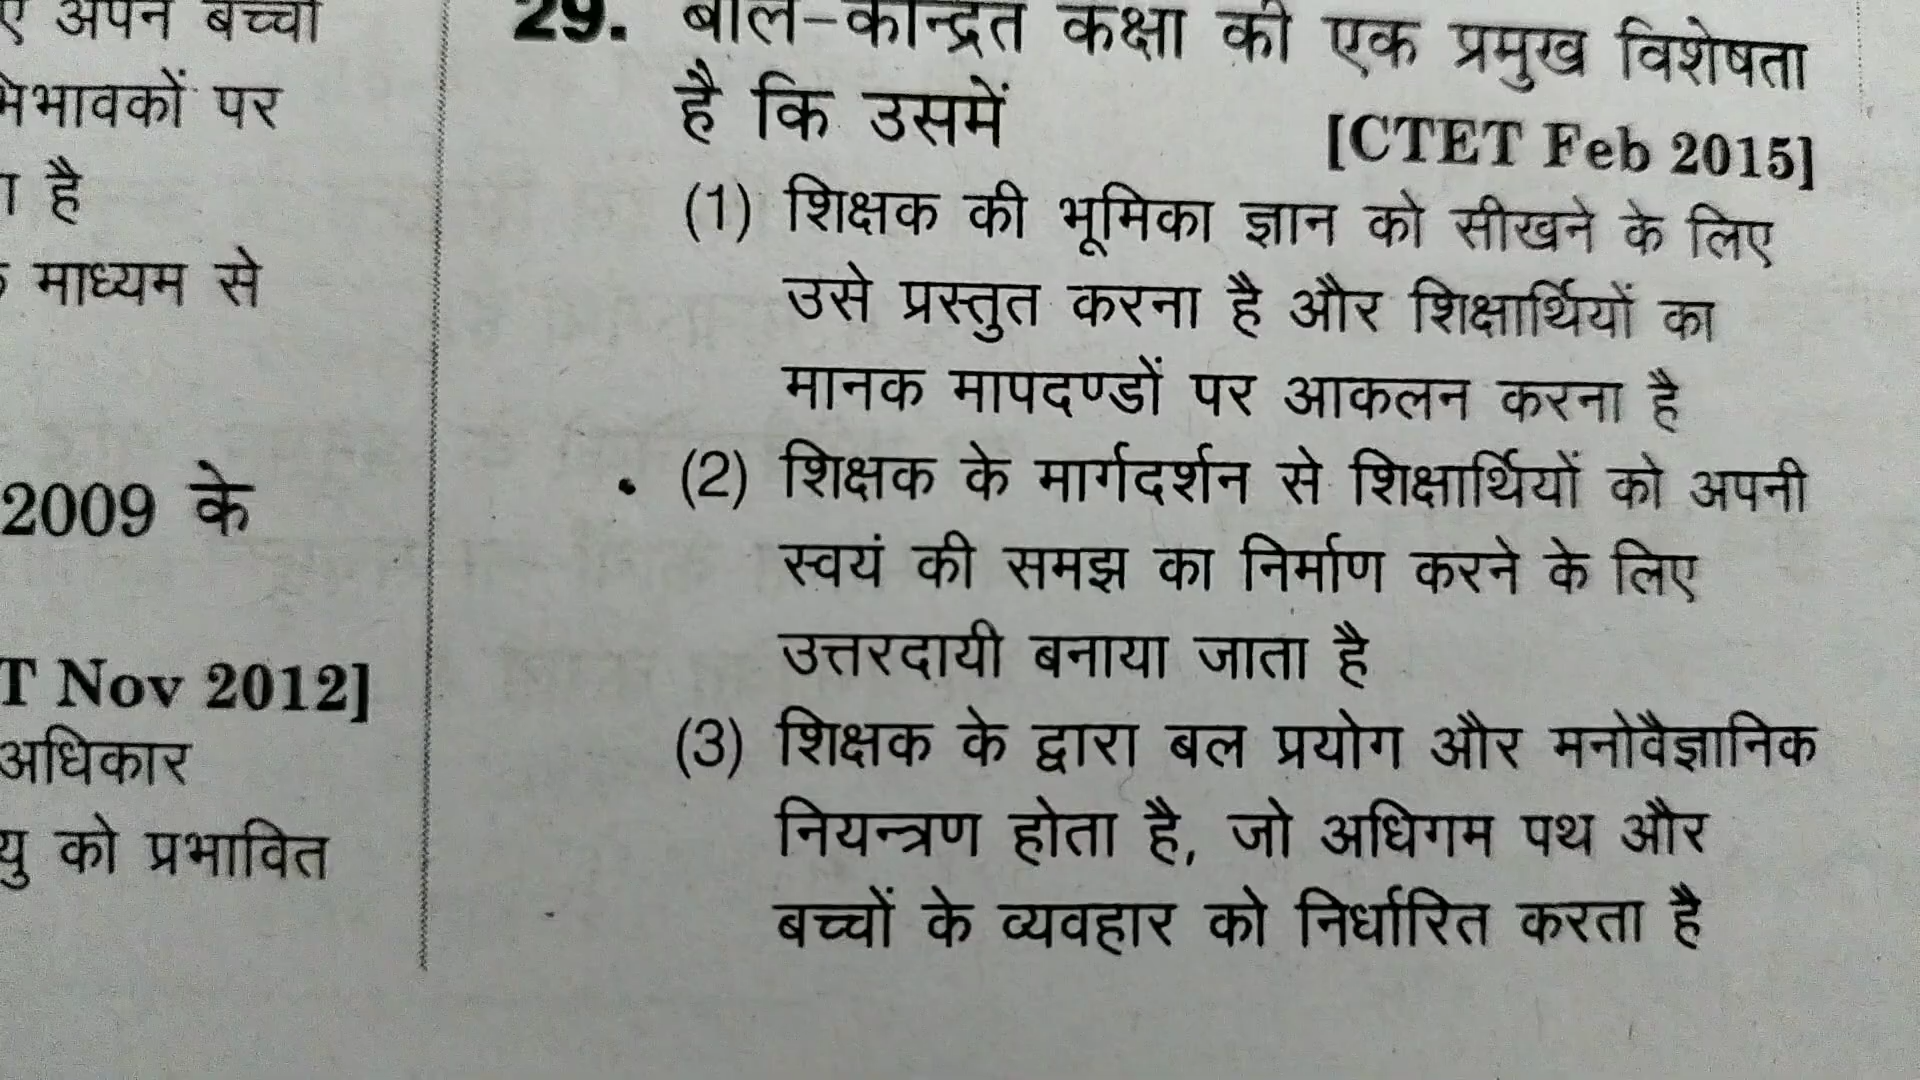 ए अपने बच्चों
भिभावकों पर
ा है
माध्यम से
2009 के
T Nov 2012]
अधिकार
यु को प्रभावित
29. बाल-केन्द्रित कक्षा की एक प्रमुख विशेषता
है कि उसमें [CTET Feb 2015]
(1) शिक्षक की भूमिका ज्ञान को सीखने के लिए
उसे प्रस्तुत करना है और शिक्षार्थियों का
मानक मापदण्डों पर आकलन करना है
(2) शिक्षक के मार्गदर्शन से शिक्षार्थियों को अपनी
स्वयं की समझ का निर्माण करने के लिए
उत्तरदायी बनाया जाता है
(3) शिक्षक के द्वारा बल प्रयोग और मनोवैज्ञानिक
नियन्त्रण होता है, जो अधिगम पथ और
बच्चों के व्यवहार को निर्धारित करता है